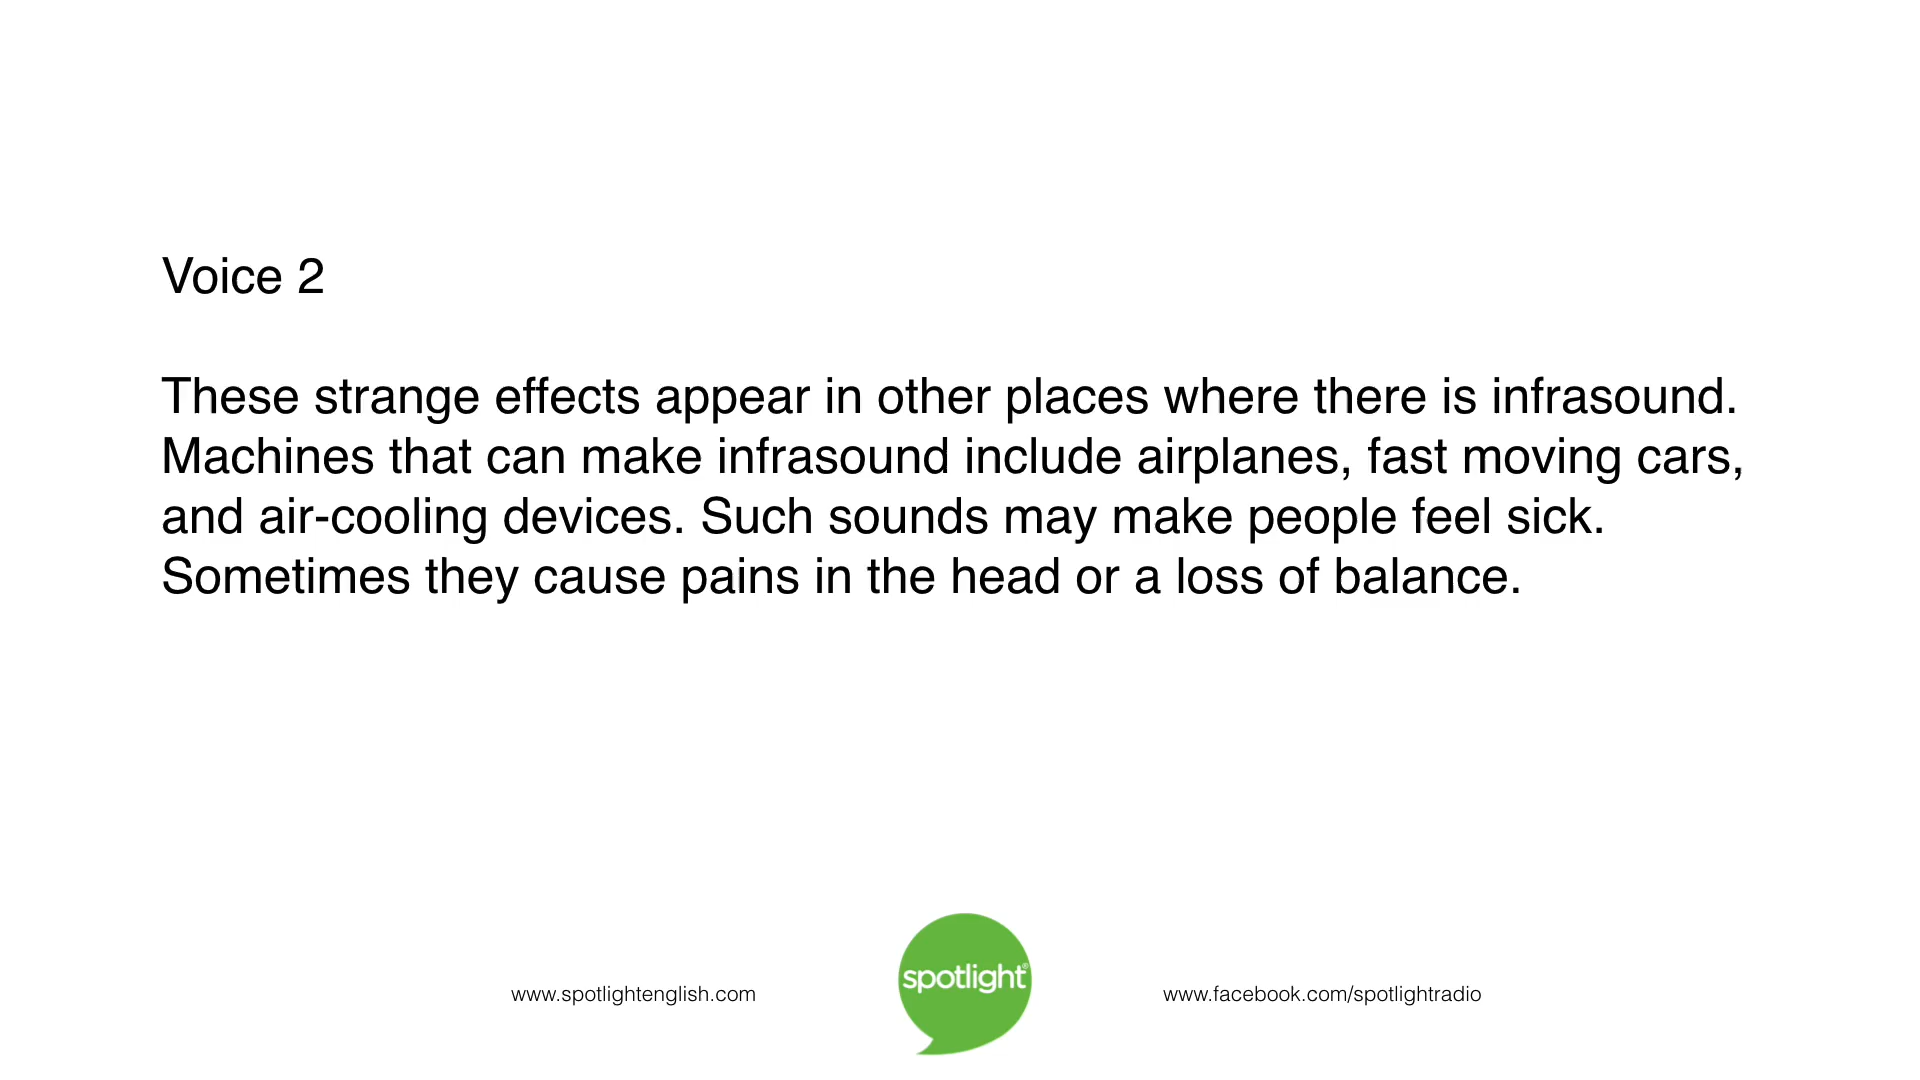 Voice 2
These strange effects appear in other places where there is infrasound.
Machines that can make infrasound include airplanes, fast moving cars,
and air-cooling devices. Such sounds may make people feel sick.
Sometimes they cause pains in the head or a loss of balance.
spotlight®
www.spotlightenglish.com
www.facebook.com/spotlightradio